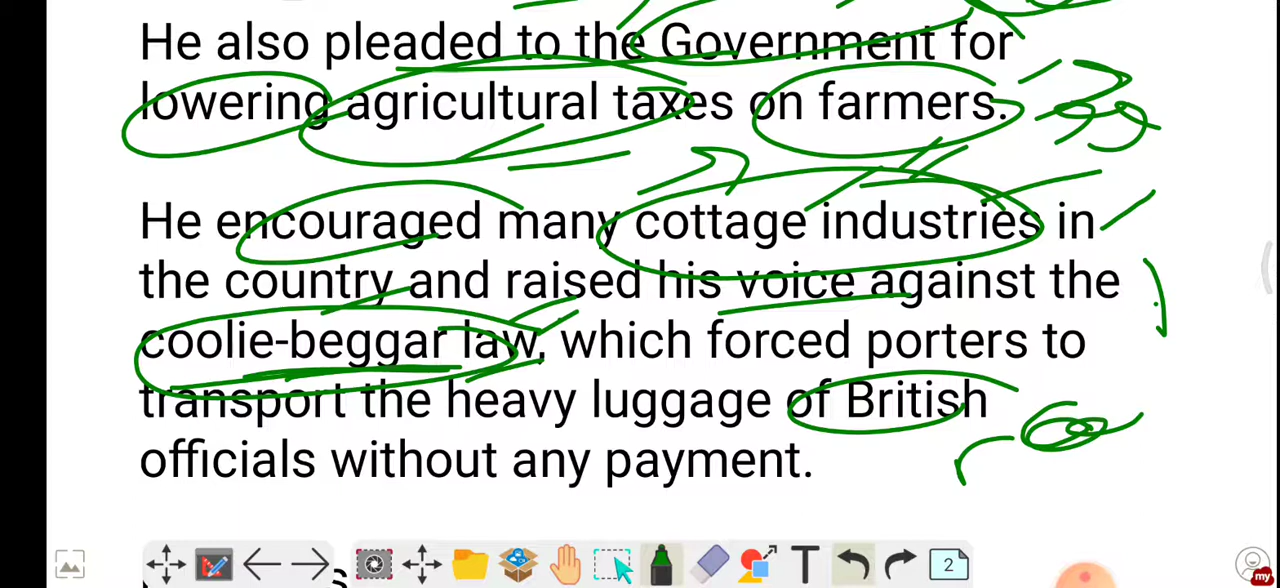 He also pleaded to the Government for
lowering agricultural taxes on farmers.
He encouraged many cottage industries in
the country and raised his voice against the
coolie-beggar law, which forced porters to
transport the heavy luggage of British
officials without any payment.
T
2
my